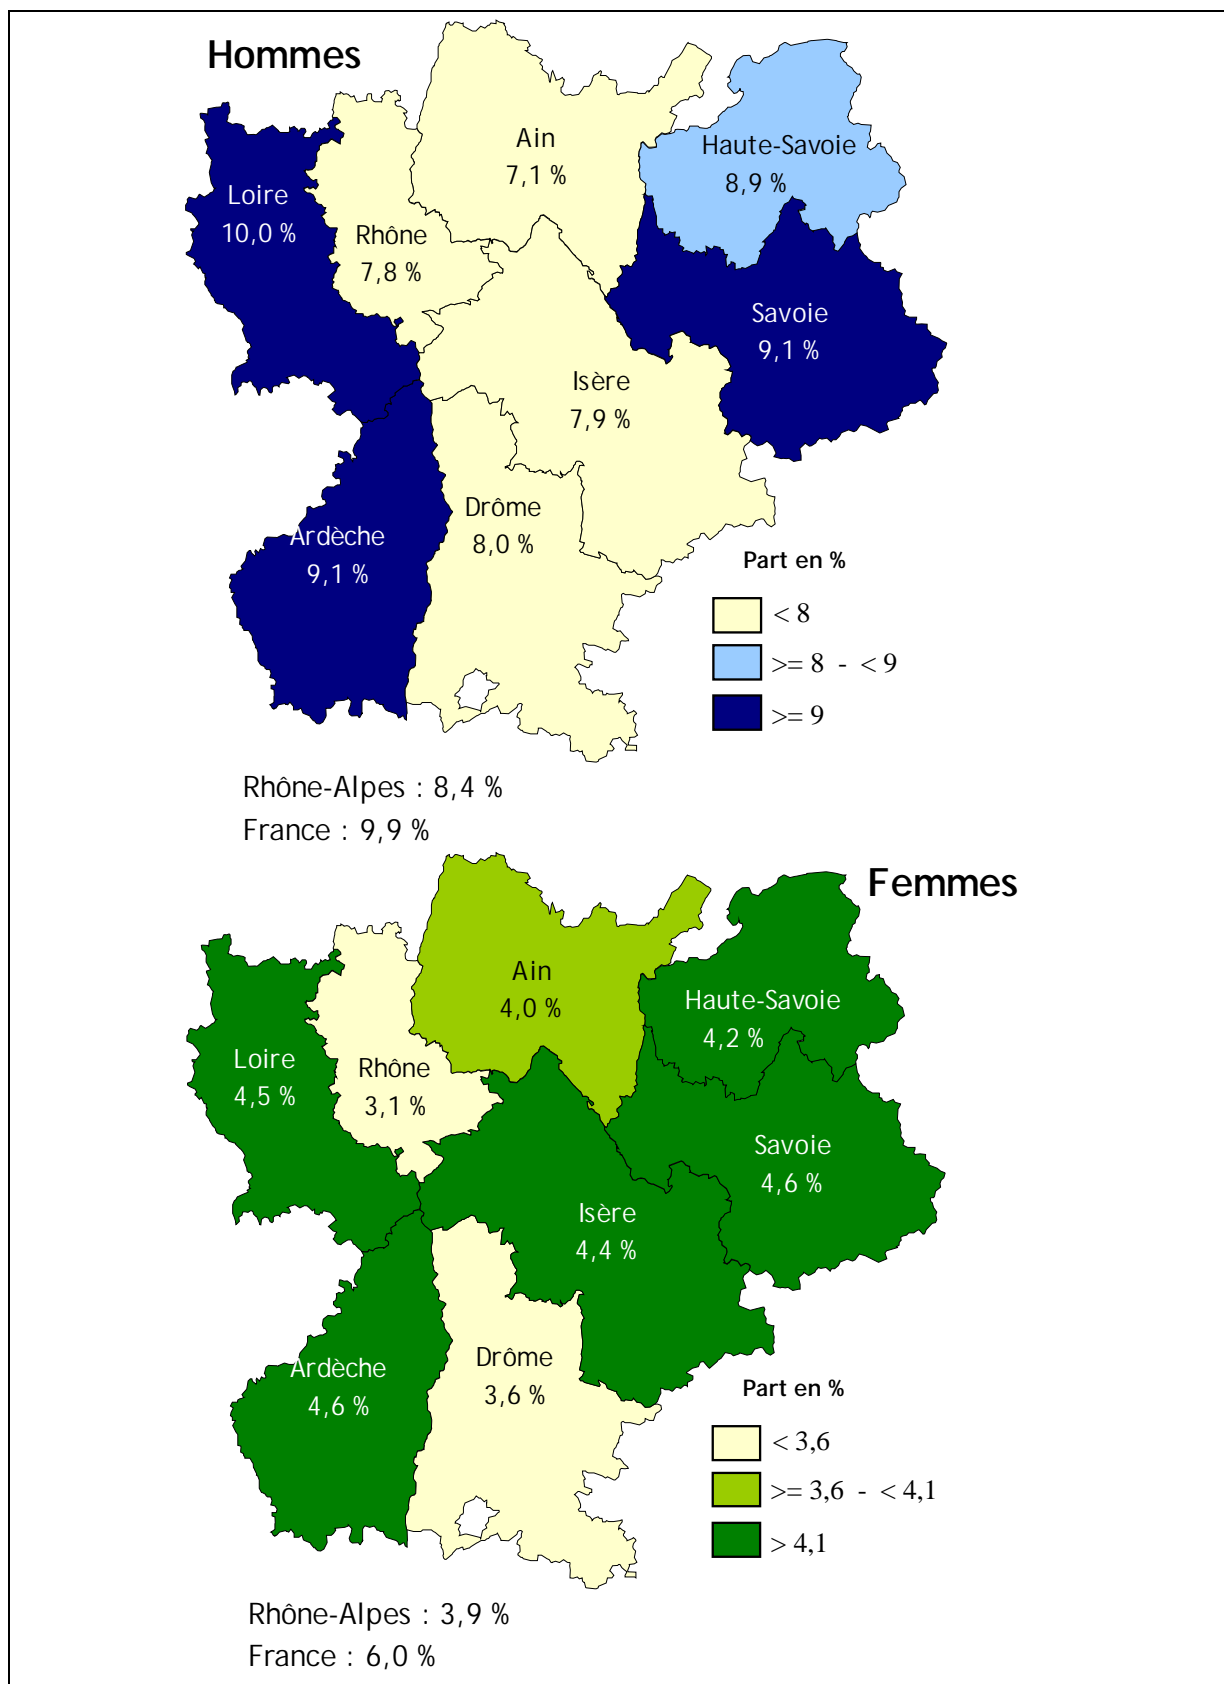 Hommes
Ain
7,1 %
Haute-Savoie
8,9 %
Loire
10,0 %
Rhône
7,8 %
Savoie
9,1 %
Isère
7,9 %
Drôme
8,0 %
Ardèche
9,1 %
Part en %
< 8
>= 8 - < 9
>= 9
Rhône-Alpes : 8,4 %
France : 9,9 %
Femmes
Ain
4,0 %
Haute-Savoie
4,2 %
Loire
4,5 %
Rhône
3,1 %
Savoie
4,6 %
Isère
4,4 %
Drôme
3,6 %
Ardèche
4,6 %
Part en %
< 3,6
>= 3,6 - < 4,1
> 4,1
Rhône-Alpes : 3,9 %
France : 6,0 %